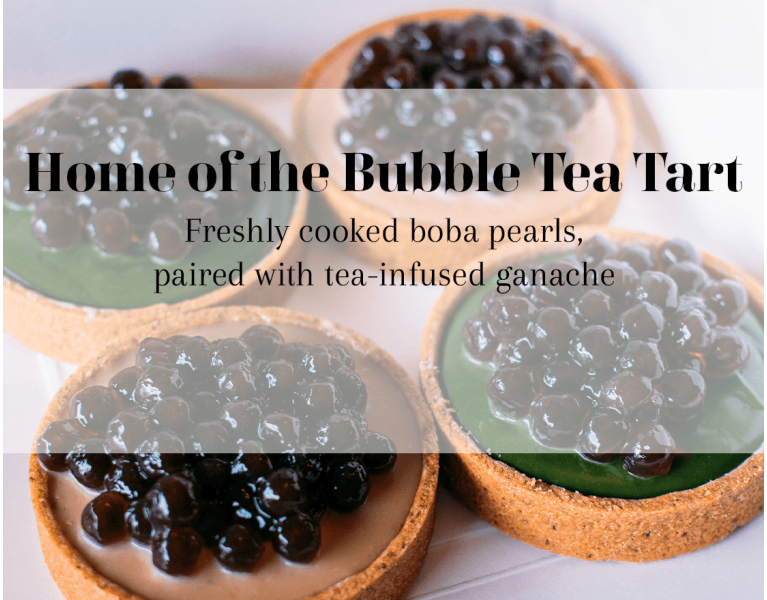 Home of the Bubble Tea Tart
Freshly cooked boba pearls,
paired with tea-infused ganache